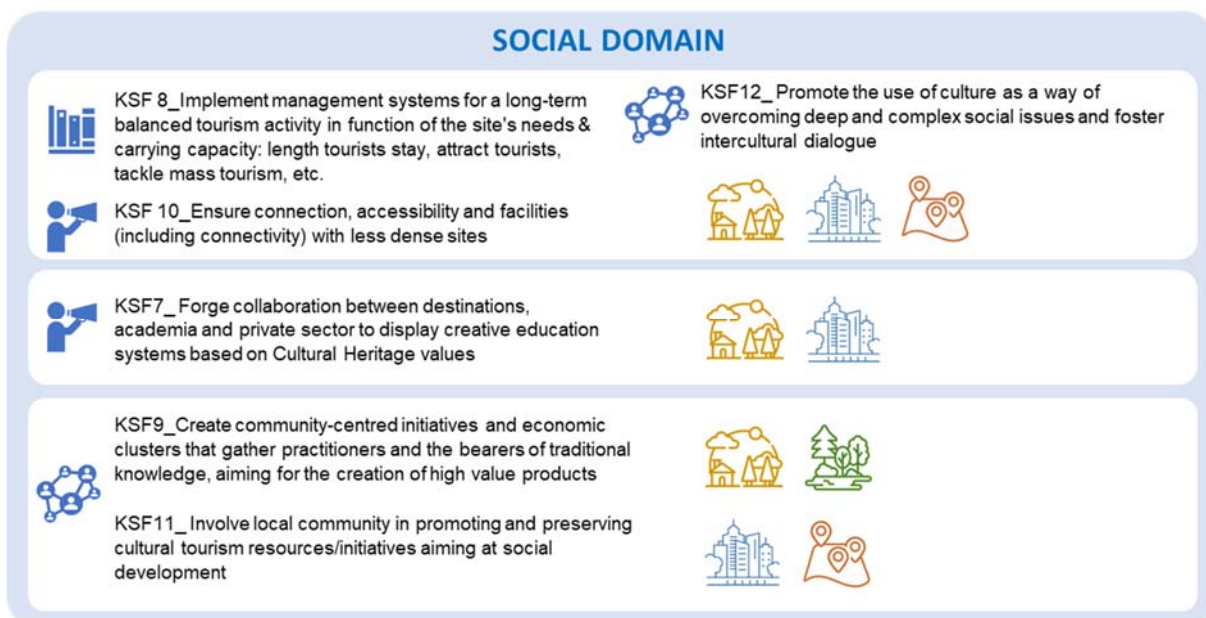 SOCIAL DOMAIN
KSF 8_Implement management systems for a long-term
balanced tourism activity in function of the site's needs &
carrying capacity: length tourists stay, attract tourists,
tackle mass tourism, etc.
KSF 10_Ensure connection, accessibility and facilities
(including connectivity) with less dense sites
KSF12_ Promote the use of culture as a way of
overcoming deep and complex social issues and foster
intercultural dialogue
KSF7_ Forge collaboration between destinations,
academia and private sector to display creative education
systems based on Cultural Heritage values
KSF9_Create community-centred initiatives and economic
clusters that gather practitioners and the bearers of traditional
knowledge, aiming for the creation of high value products
KSF11_ Involve local community in promoting and preserving
cultural tourism resources/initiatives aiming at social
development